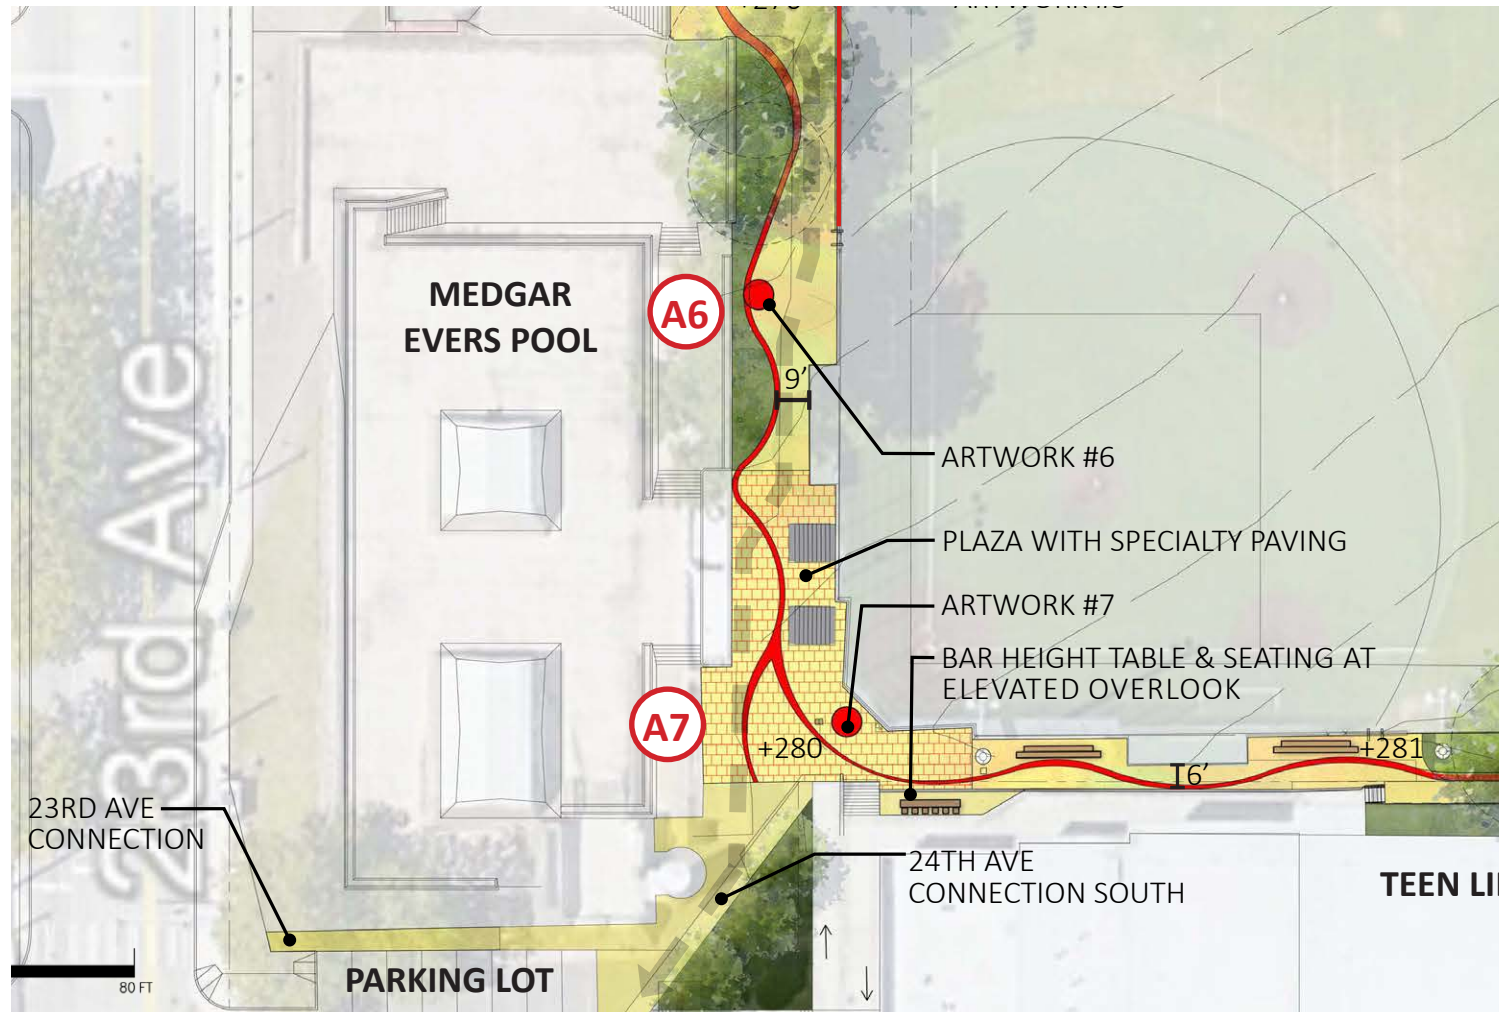 MEDGAR
EVERS POOL
A6
9’
ARTWORK #6
PLAZA WITH SPECIALTY PAVING
ARTWORK #7
BAR HEIGHT TABLE & SEATING AT
ELEVATED OVERLOOK
A7
+280
+281
6’
23rd Ave
23RD AVE
CONNECTION
24TH AVE
CONNECTION SOUTH
TEEN
PARKING LOT
80 FT